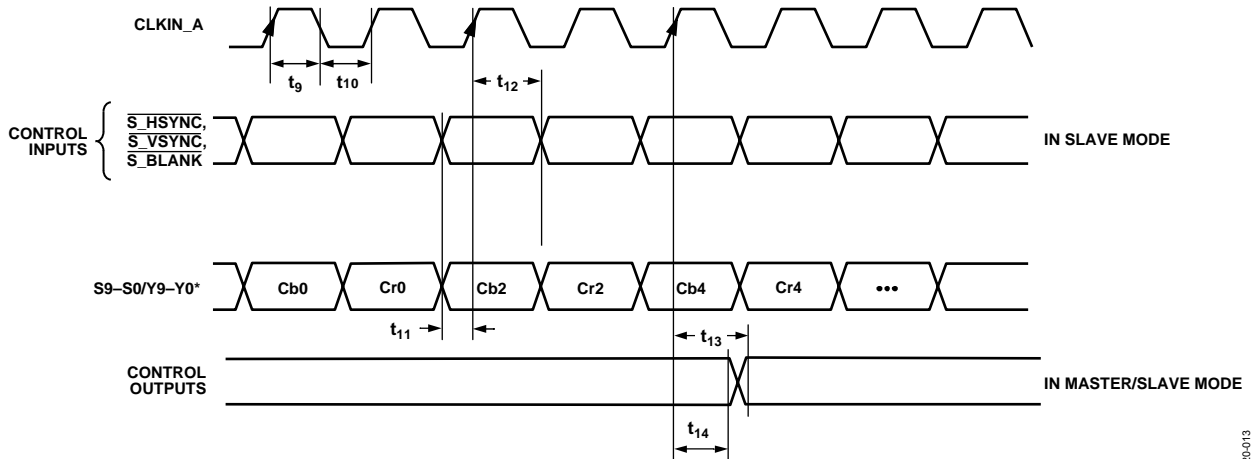 CLKIN_A
t9
t10
t12
CONTROL
INPUTS
S_HSYNC,
S_VSYNC,
S_BLANK
IN SLAVE MODE
S9–S0/Y9–Y0*
Cb0
Cr0
Cb2
Cr2
Cb4
Cr4
•••
t11
t13
CONTROL
OUTPUTS
IN MASTER/SLAVE MODE
t14